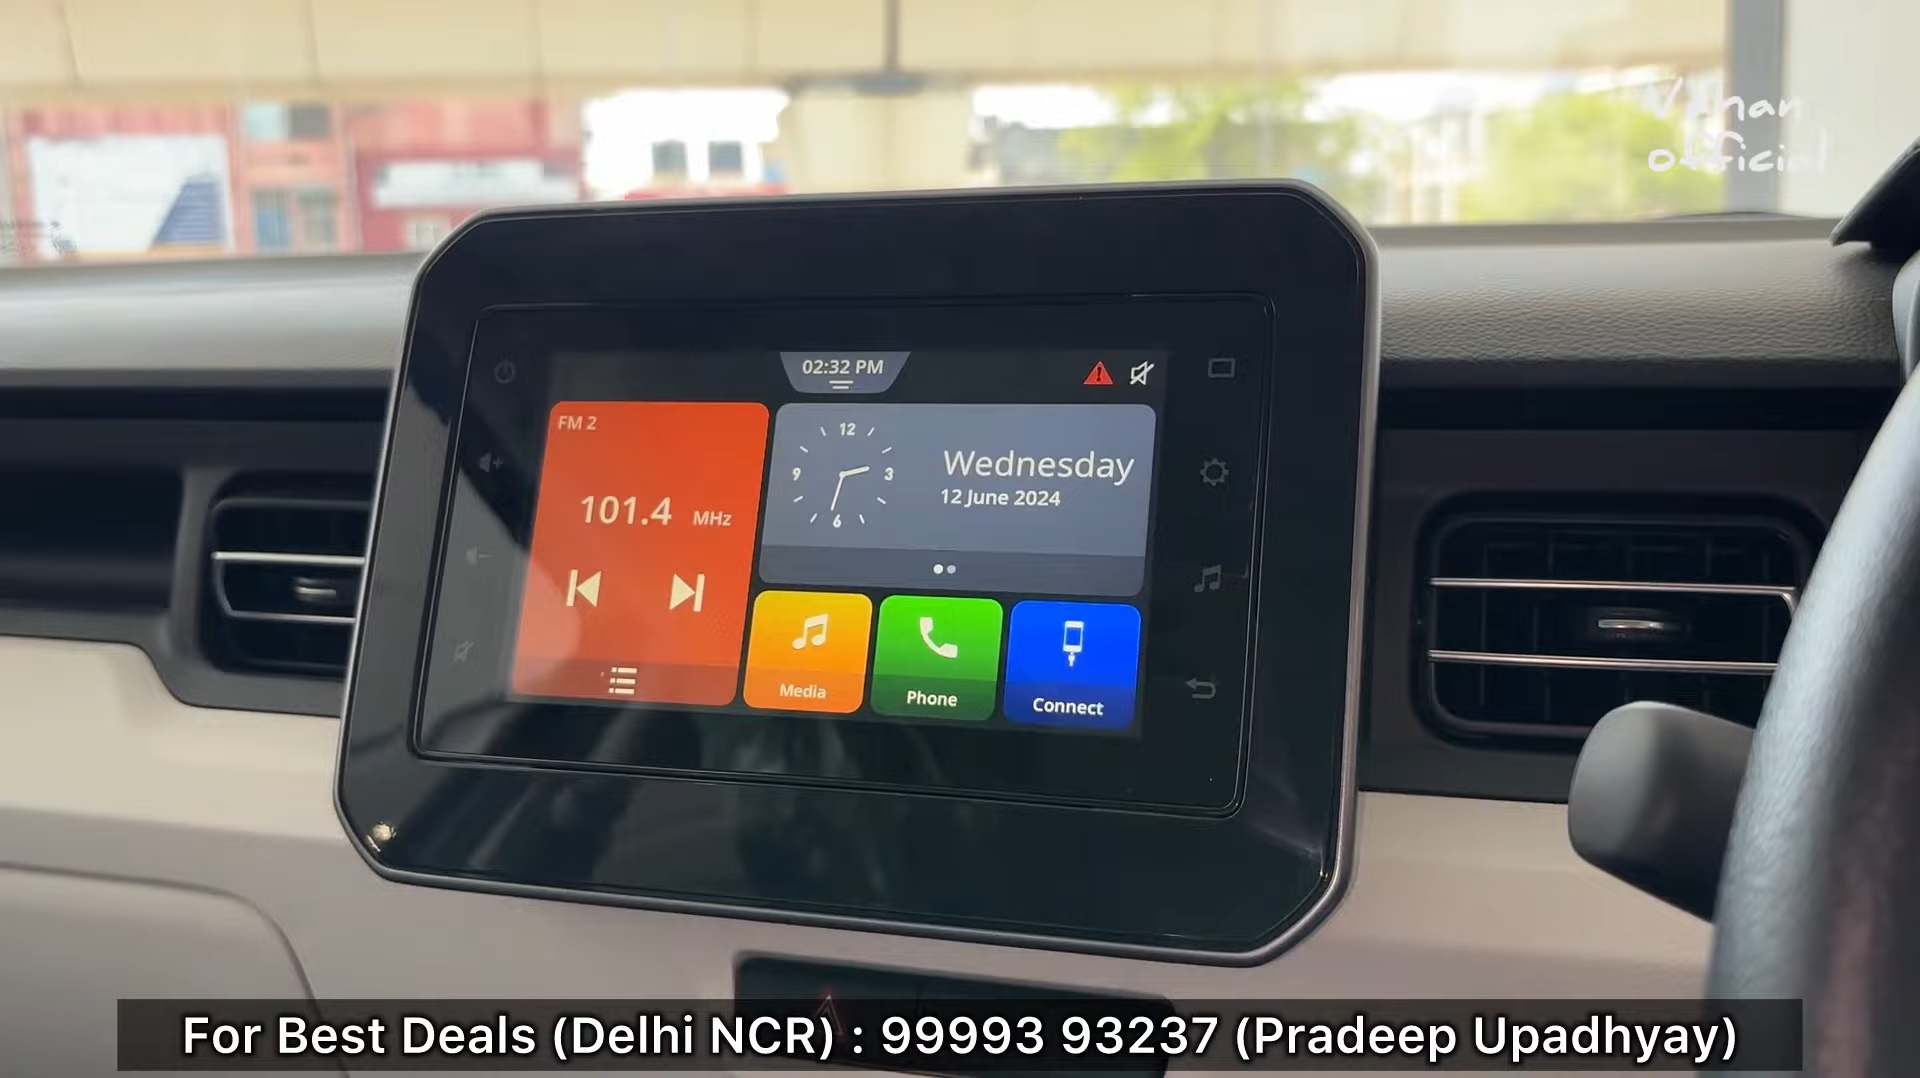 Vahan
official
02:32 PM
FM 2
101.4 MHz
12
9
3
6
Wednesday
12 June 2024
Media
Phone
Connect
For Best Deals (Delhi NCR) : 99993 93237 (Pradeep Upadhyay)